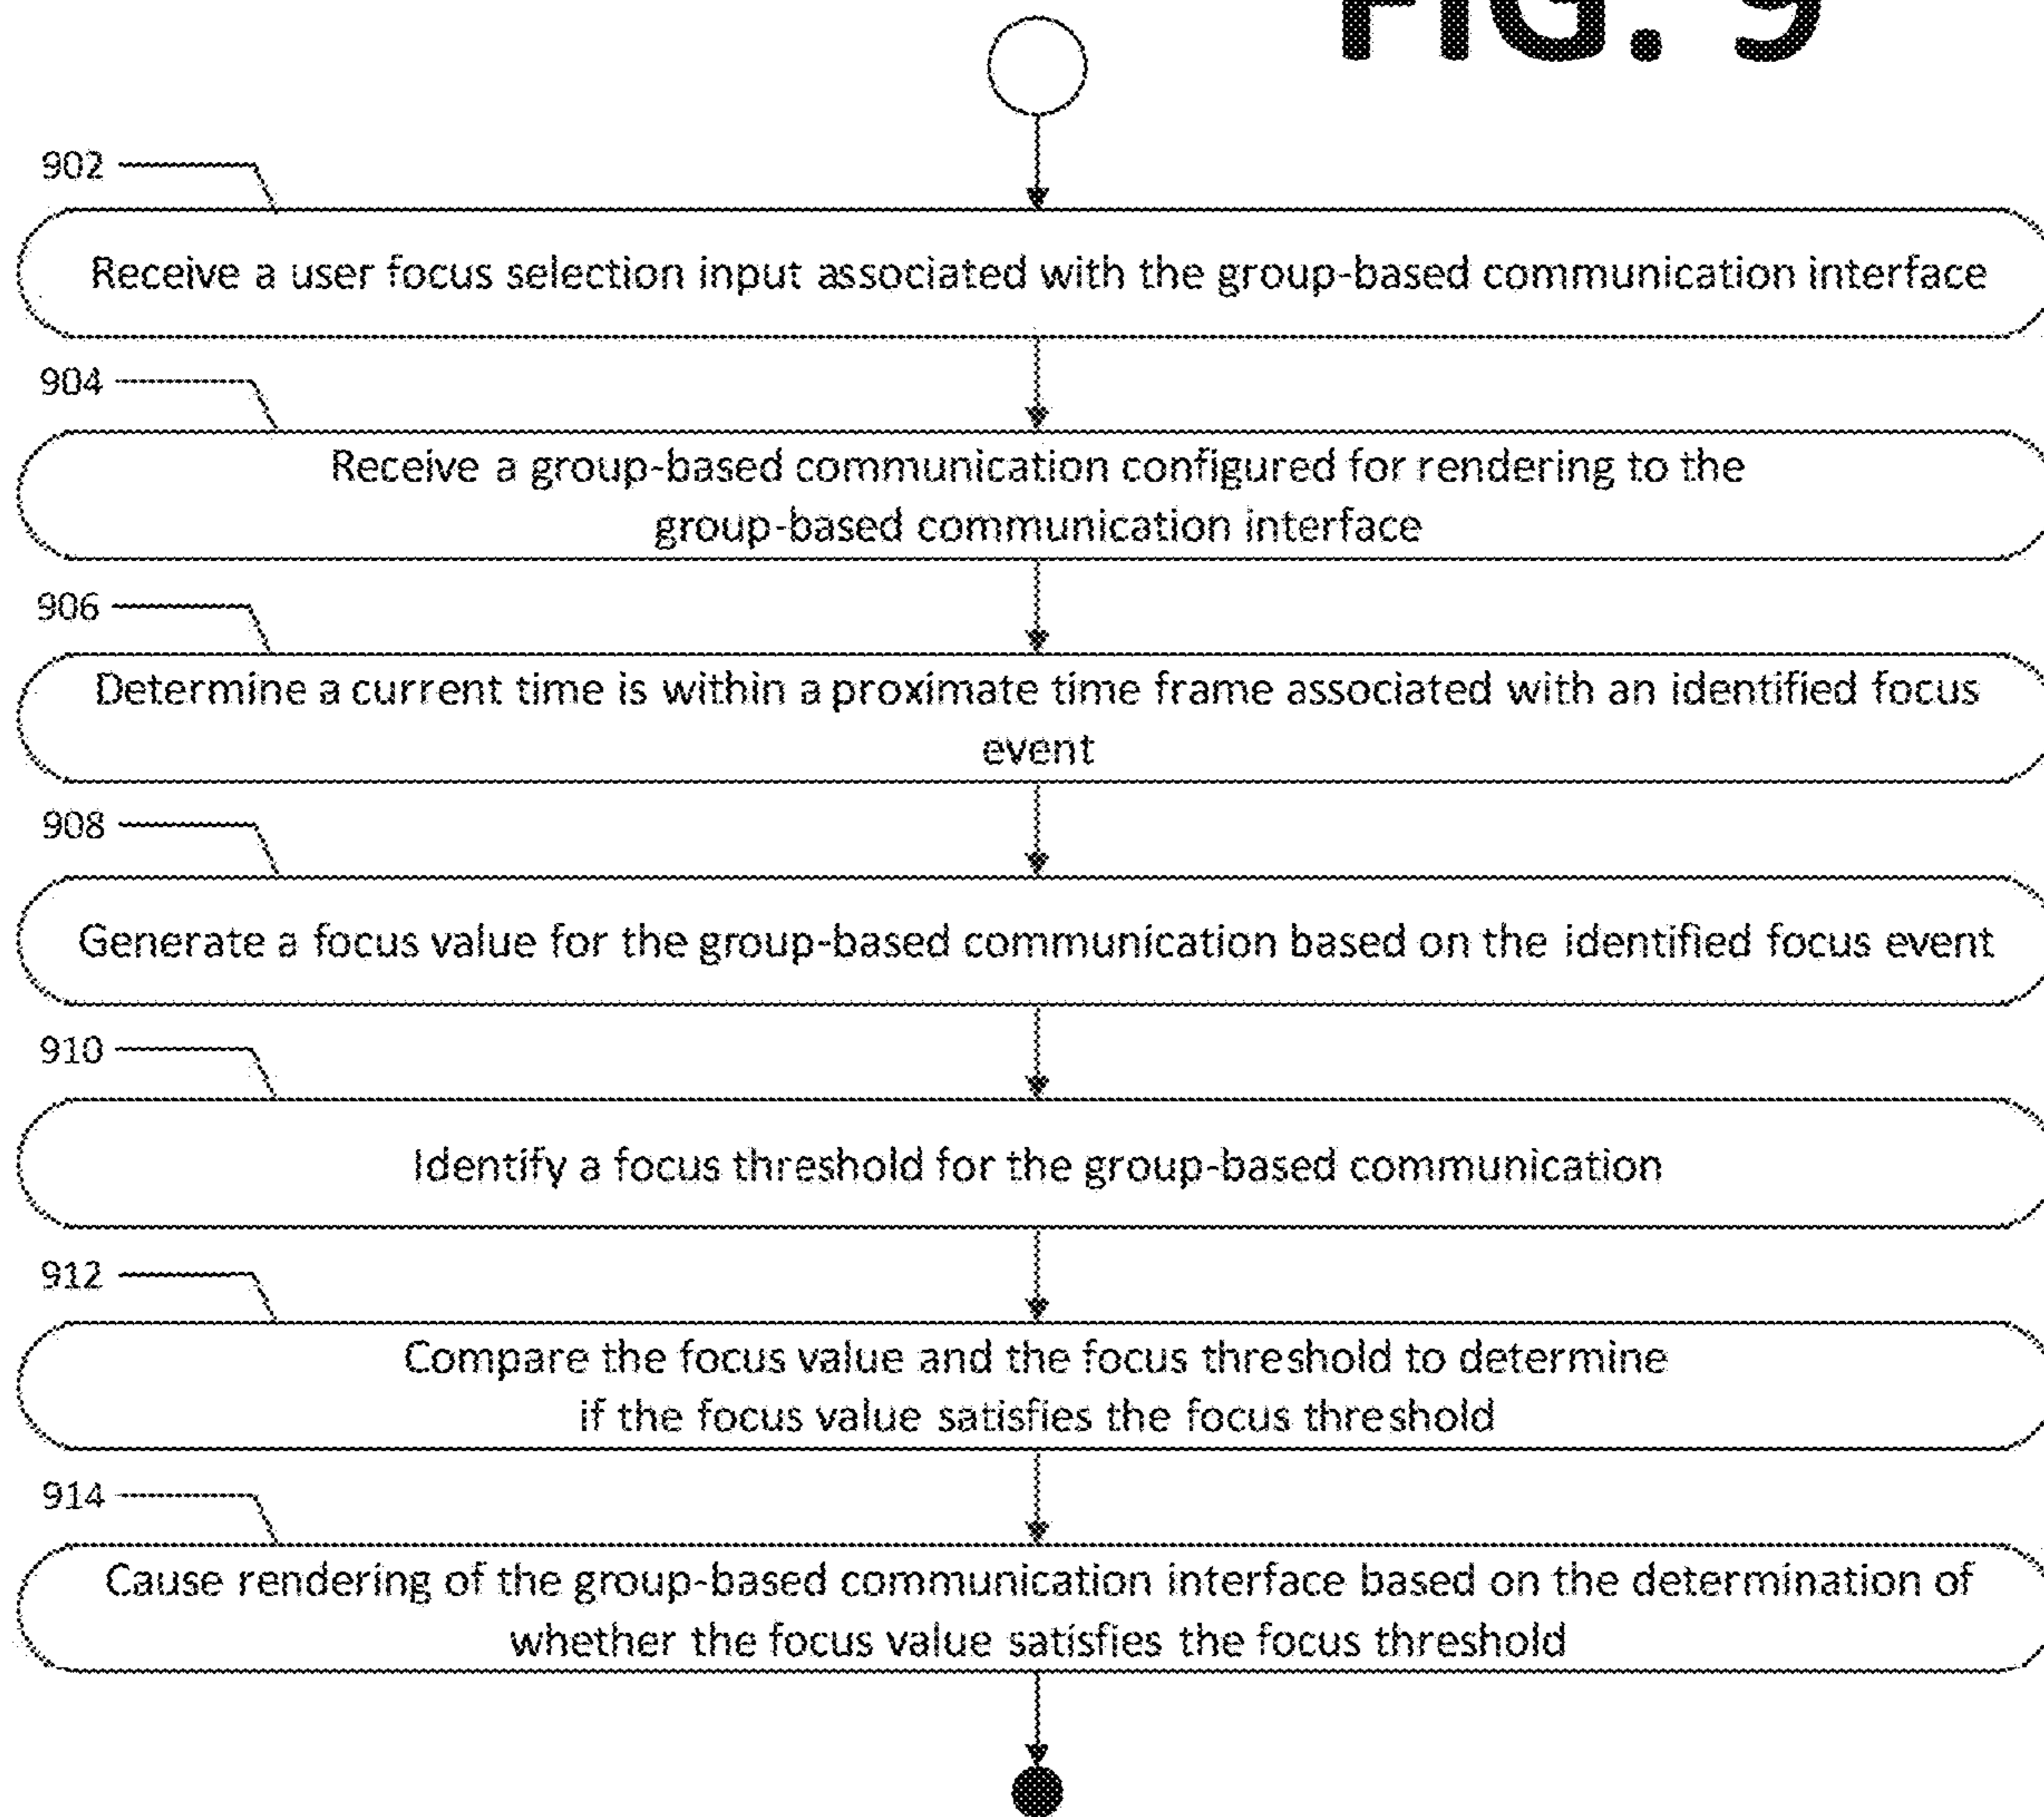 FIG. 9
902
Receive a user focus selection input associated with the group-based communication interface
904
Receive a group-based communication configured for rendering to the
group-based communication interface
906
Determine a current time is within a proximate time frame associated with an identified focus
event
908
Generate a focus value for the group-based communication based on the identified focus event
910
Identify a focus threshold for the group-based communication
912
Compare the focus value and the focus threshold to determine
if the focus value satisfies the focus threshold
914
Cause rendering of the group-based communication interface based on the determination of
whether the focus value satisfies the focus threshold